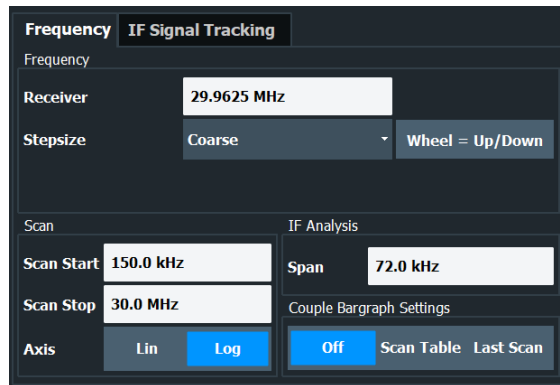 Frequency IF Signal Tracking
Frequency
Receiver 29.9625 MHz
Stepsize Coarse Wheel = Up/Down
Scan
Scan Start 150.0 kHz
Scan Stop 30.0 MHz
Axis Lin Log
IF Analysis
Span 72.0 kHz
Couple Bargraph Settings
Off Scan Table Last Scan